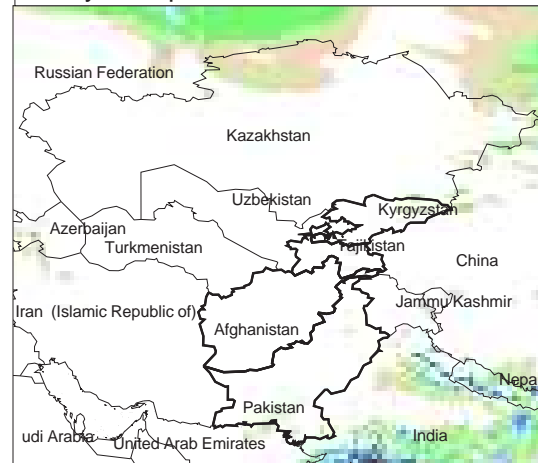 Russian Federation
Kazakhstan
Uzbekistan
Kyrgyzstan
Azerbaijan
Turkmenistan
Tajikistan
China
Iran (Islamic Republic of)
Jammu Kashmir
Afghanistan
Nepa
Pakistan
udi Arabia
United Arab Emirates
India